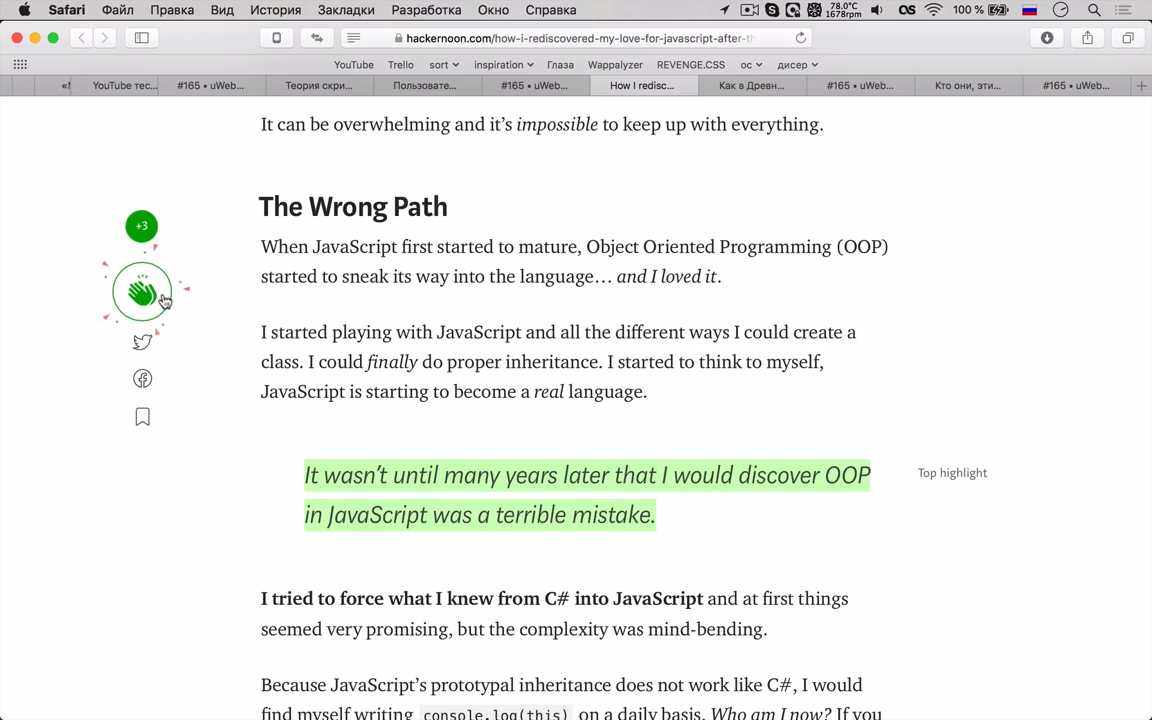 Safari Файл Правка Вид История Закладки Разработка Окно Справка 78.0°C 1678rpm 100 %
hackernoon.com/how-i-rediscovered-my-love-for-javascript-after-th
YouTube Trello sort inspiration Глаза Wappalyzer REVENGE.CSS ос дисер
«I YouTube тес... #165 • uWeb... Теория скри... Пользовате... #165 • uWeb... How I redisc... Как в Древн... #165 • uWeb... Кто они, эти... #165 • uWeb...
It can be overwhelming and it’s impossible to keep up with everything.
The Wrong Path
+3
When JavaScript first started to mature, Object Oriented Programming (OOP)
started to sneak its way into the language… and I loved it.
I started playing with JavaScript and all the different ways I could create a
class. I could finally do proper inheritance. I started to think to myself,
JavaScript is starting to become a real language.
It wasn’t until many years later that I would discover OOP
in JavaScript was a terrible mistake.
Top highlight
I tried to force what I knew from C# into JavaScript and at first things
seemed very promising, but the complexity was mind-bending.
Because JavaScript’s prototypal inheritance does not work like C#, I would
find myself writing console.log(this) on a daily basis. Who am I now? If you